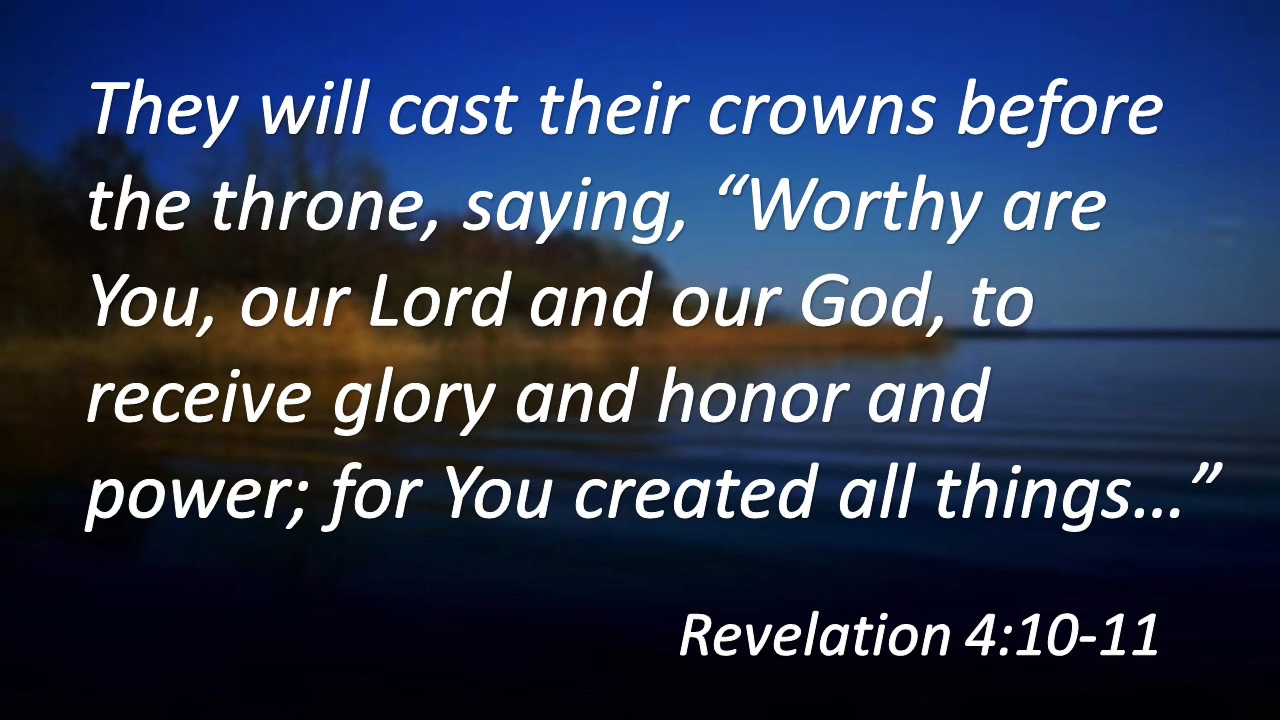 They will cast their crowns before
the throne, saying, “Worthy are
You, our Lord and our God, to
receive glory and honor and
power; for You created all things…”
Revelation 4:10-11